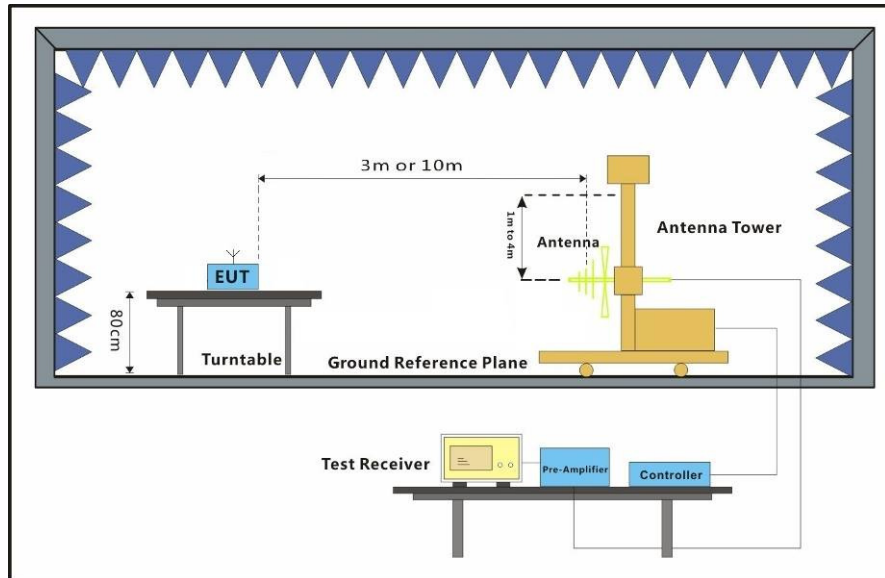 3m or 10m
1m to 4m
Antenna
Antenna Tower
EUT
80cm
Turntable
Ground Reference Plane
Test Receiver
Pre-Amplifier
Controller